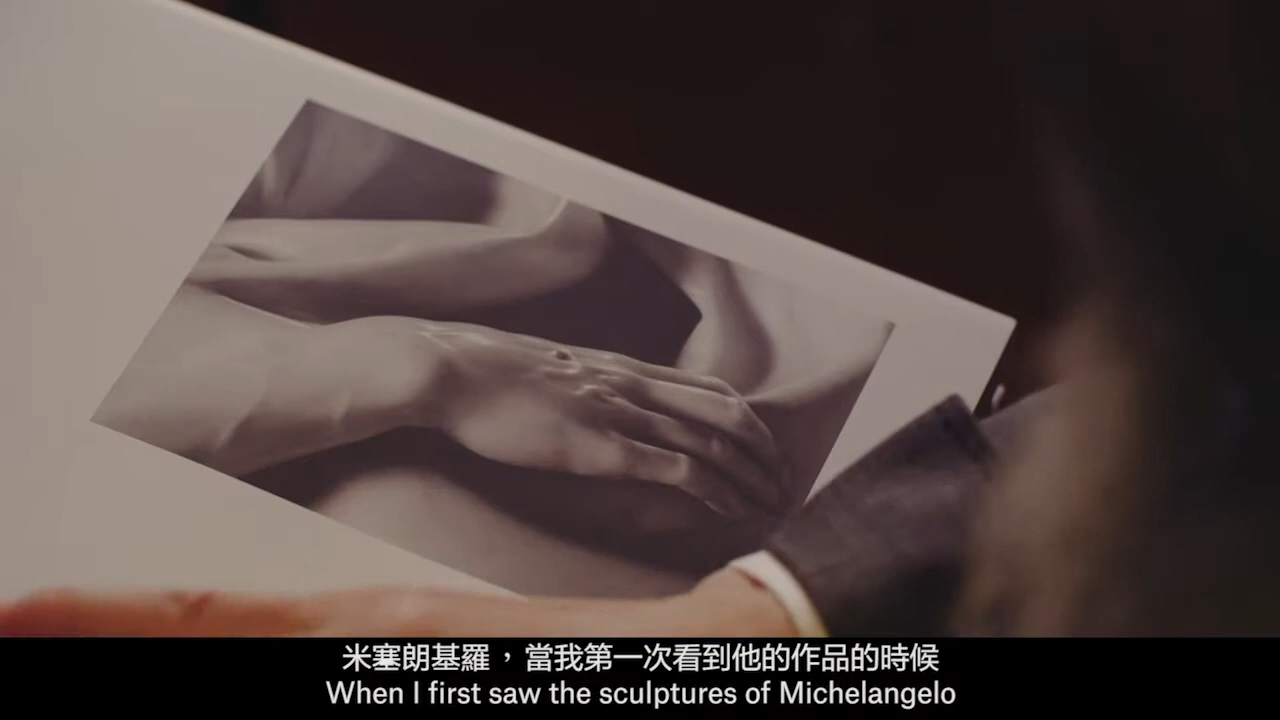 米塞朗基羅，當我第一次看到他的作品的時候
When I first saw the sculptures of Michelangelo